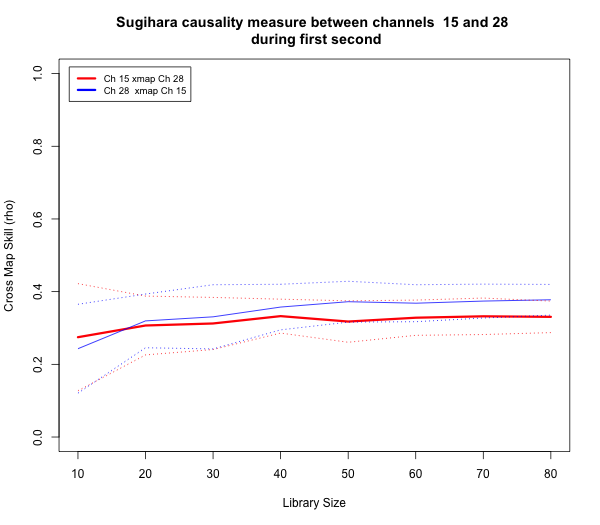 Sugihara causality measure between channels  15 and 28
during first second
Ch 15 xmap Ch 28
Ch 28  xmap Ch 15
Cross Map Skill (rho)
1.0
0.8
0.6
0.4
0.2
0.0
10 20 30 40 50 60 70 80
Library Size